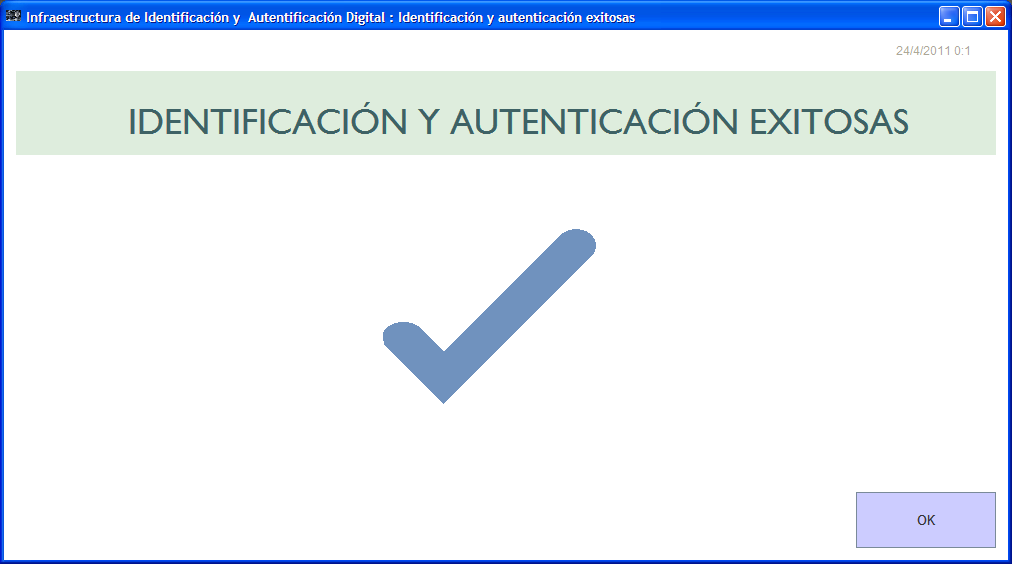 Infraestructura de Identificación y  Autentificación Digital : Identificación y autenticación exitosas
24/4/2011 0:1
IDENTIFICACIÓN Y AUTENTICACIÓN EXITOSAS
OK